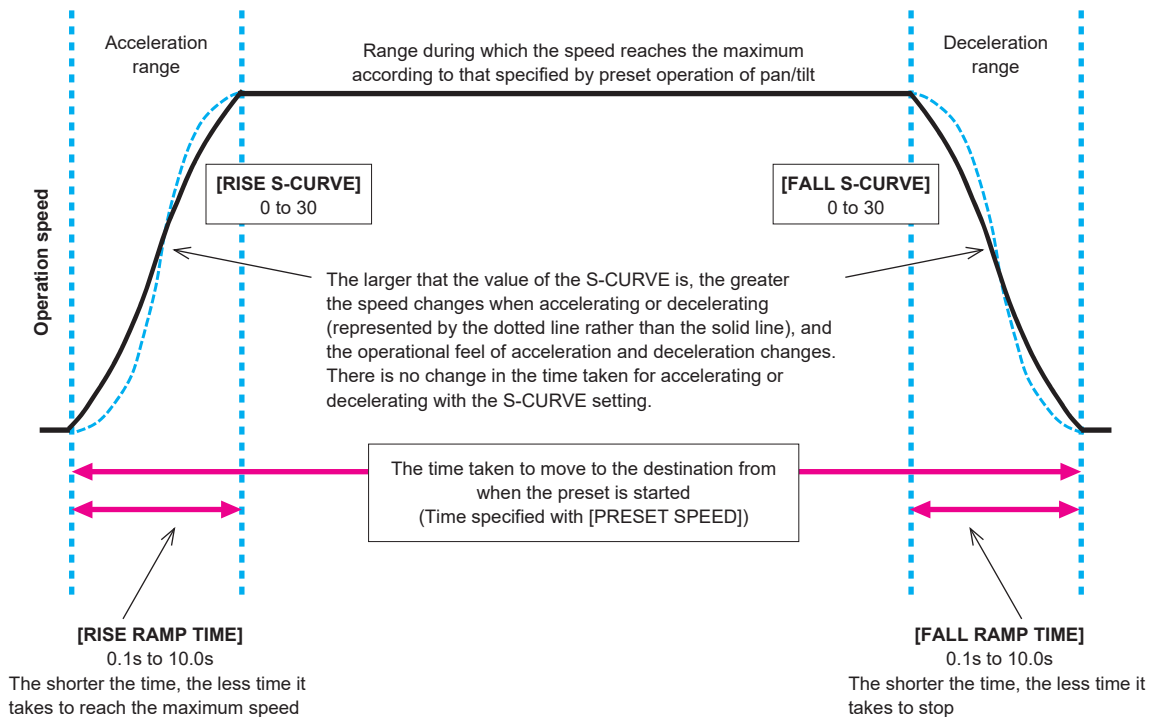 Acceleration
range
Range during which the speed reaches the maximum
according to that specified by preset operation of pan/tilt
Deceleration
range
Operation speed
[RISE S-CURVE]
0 to 30
[FALL S-CURVE]
0 to 30
The larger that the value of the S-CURVE is, the greater
the speed changes when accelerating or decelerating
(represented by the dotted line rather than the solid line), and
the operational feel of acceleration and deceleration changes.
There is no change in the time taken for accelerating or
decelerating with the S-CURVE setting.
The time taken to move to the destination from
when the preset is started
(Time specified with [PRESET SPEED])
[RISE RAMP TIME]
0.1s to 10.0s
The shorter the time, the less time it
takes to reach the maximum speed
[FALL RAMP TIME]
0.1s to 10.0s
The shorter the time, the less time it
takes to stop